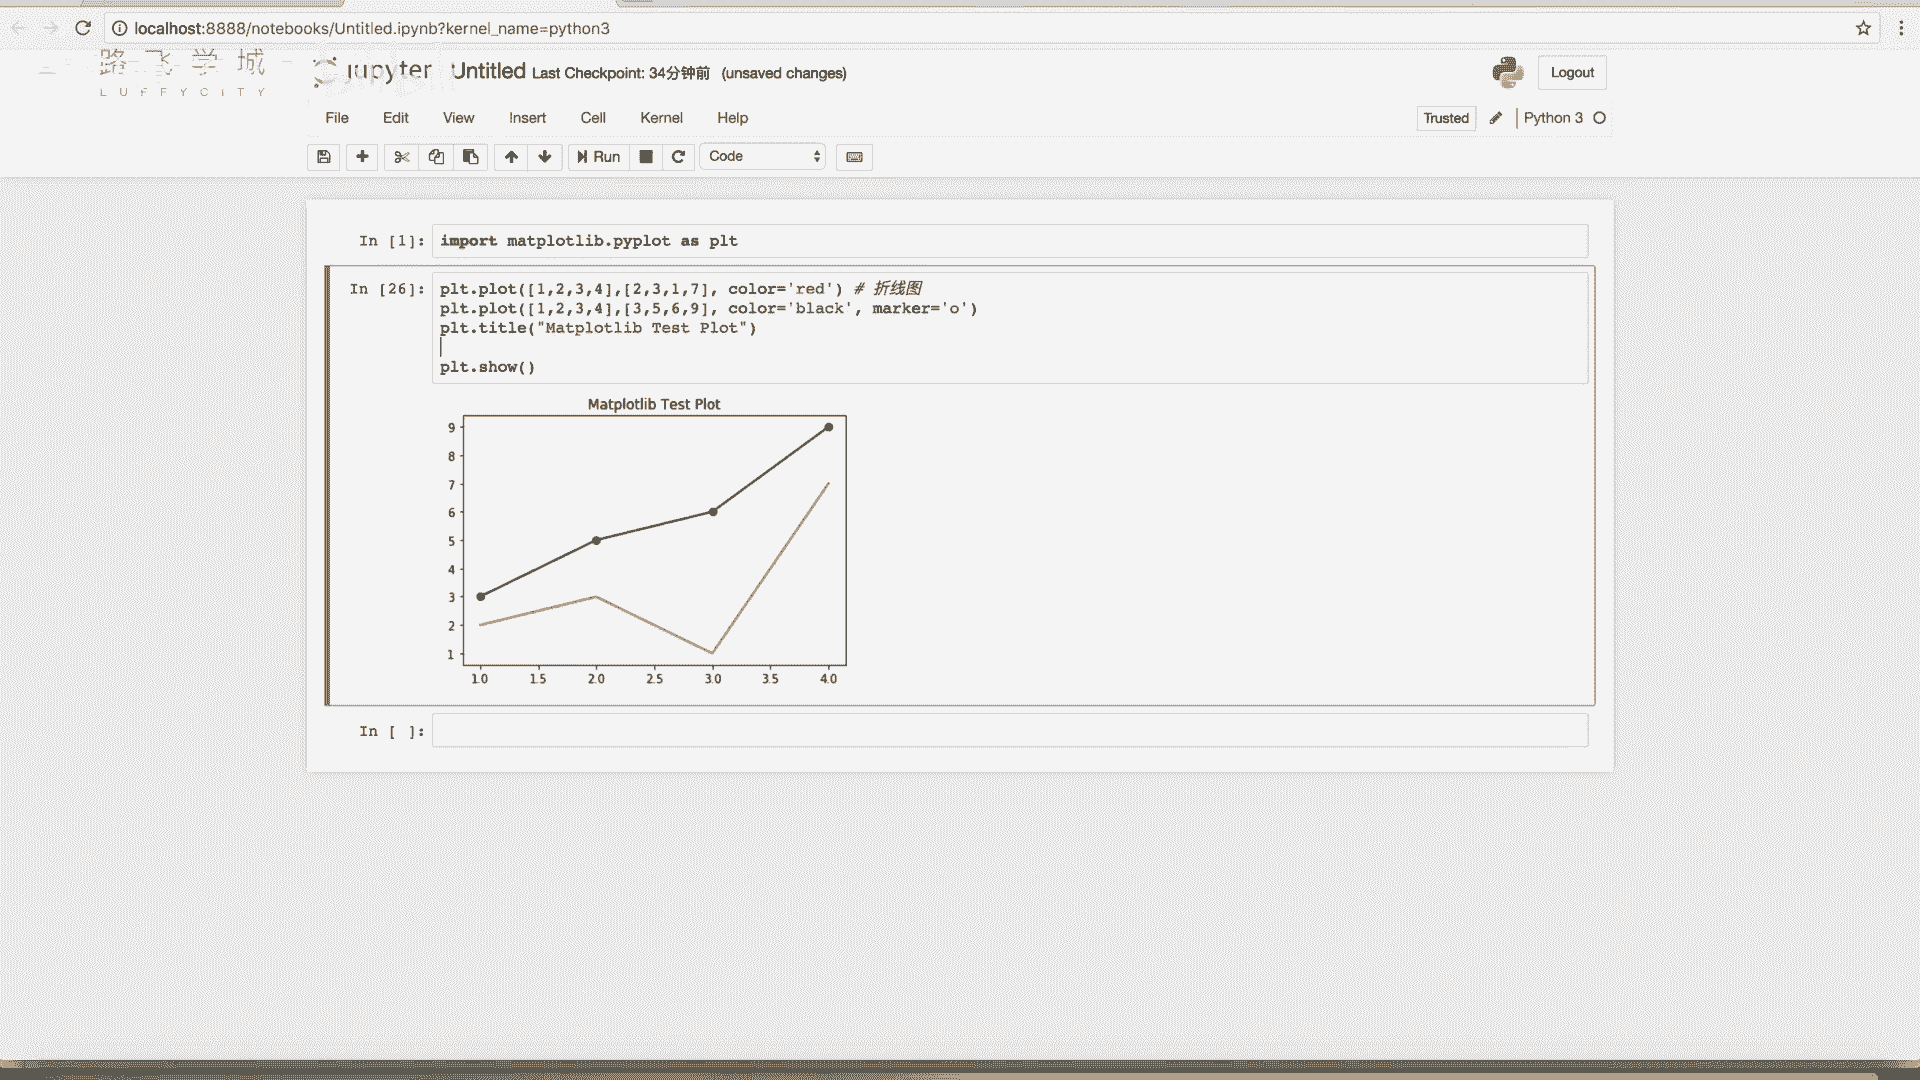 localhost:8888/notebooks/Untitled.ipynb?kernel_name=python3
路飞学城
LUFFYCITY
jupyter Untitled Last Checkpoint: 34分钟前 (unsaved changes)
Logout
File Edit View Insert Cell Kernel Help
Trusted Python 3
Run Code
In [1]: import matplotlib.pyplot as plt
In [26]: plt.plot([1,2,3,4],[2,3,1,7], color='red') # 折线图
plt.plot([1,2,3,4],[3,5,6,9], color='black', marker='o')
plt.title("Matplotlib Test Plot")
plt.show()
Matplotlib Test Plot
9
8
7
6
5
4
3
2
1
1.0 1.5 2.0 2.5 3.0 3.5 4.0
In [ ]: